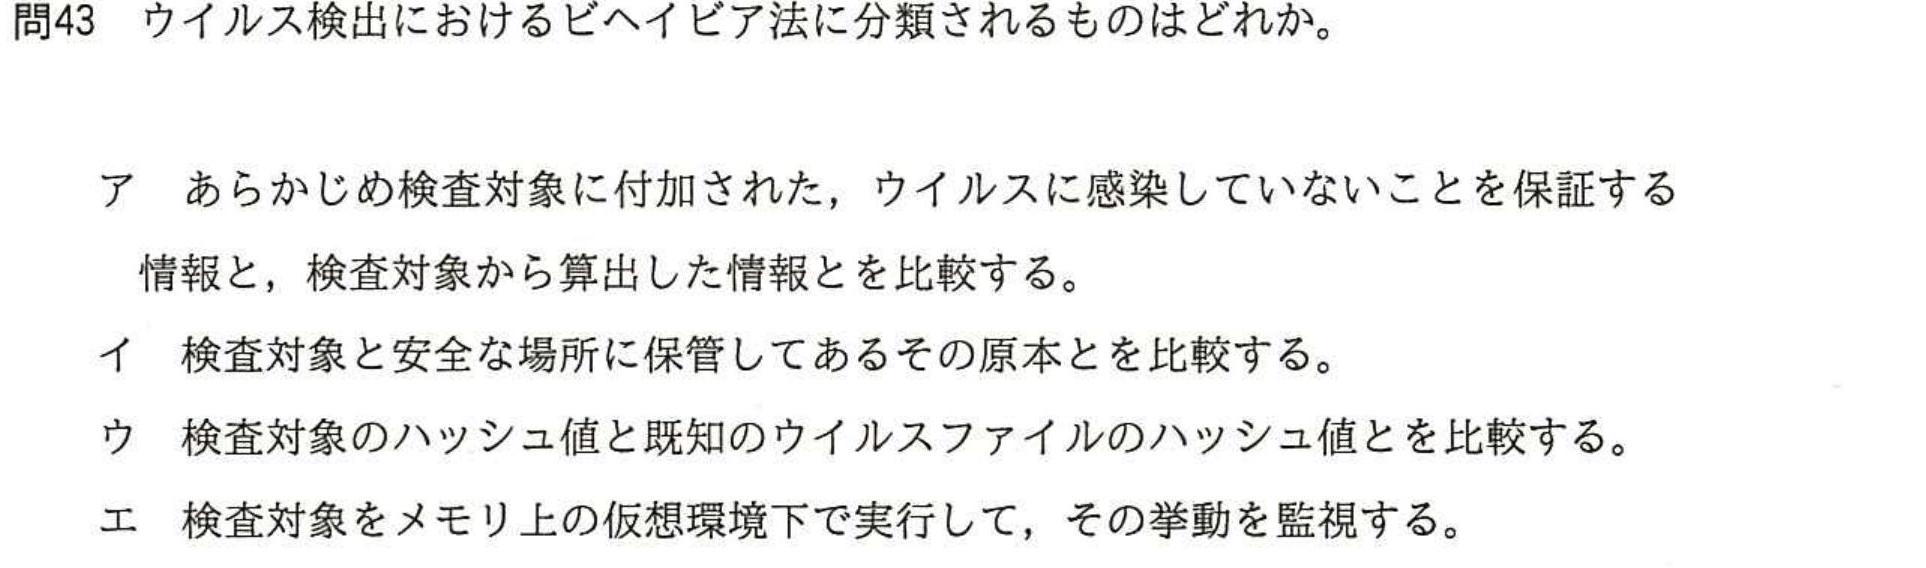 問43　ウイルス検出におけるビヘイビア法に分類されるものはどれか。
ア　あらかじめ検査対象に付加された，ウイルスに感染していないことを保証する
情報と，検査対象から算出した情報とを比較する。
イ　検査対象と安全な場所に保管してあるその原本とを比較する。
ウ　検査対象のハッシュ値と既知のウイルスファイルのハッシュ値とを比較する。
エ　検査対象をメモリ上の仮想環境下で実行して，その挙動を監視する。